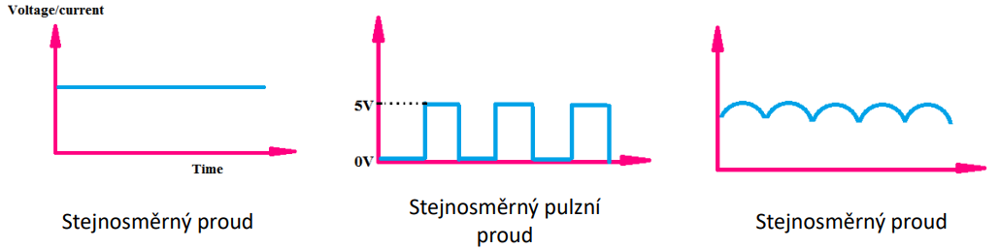 Voltage/current
Time
Stejnosměrný proud
5V
0V
Stejnosměrný pulzní
proud
Stejnosměrný proud